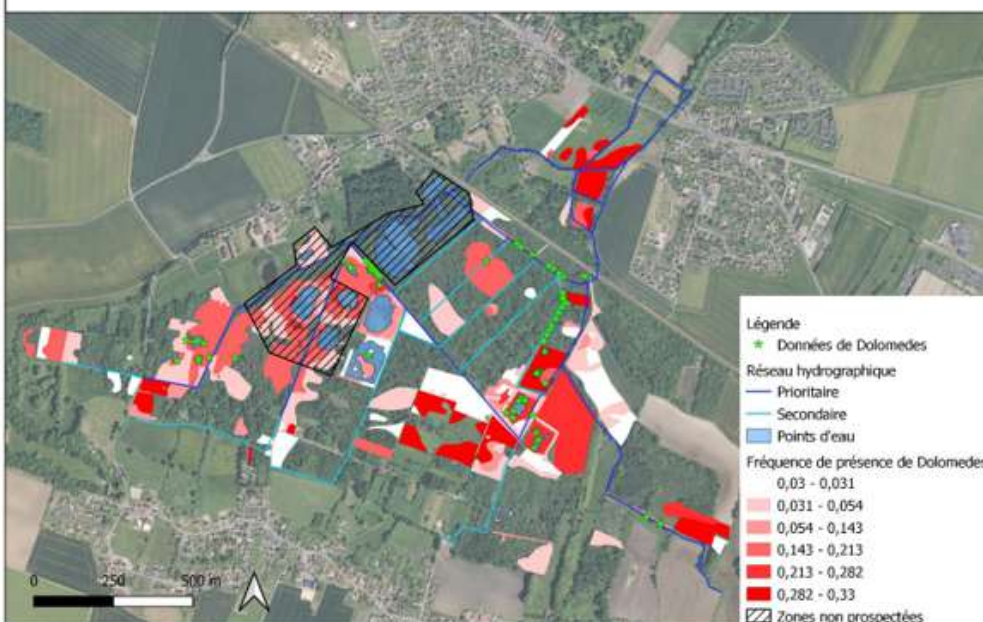 Légende
Données de Dolomedes
Réseau hydrographique
Prioritaire
Secondaire
Points d'eau
Fréquence de présence de Dolomedes
0,03 - 0,031
0,031 - 0,054
0,054 - 0,143
0,143 - 0,213
0,213 - 0,282
0,282 - 0,33
Zones non prospectées
0 250 500 m